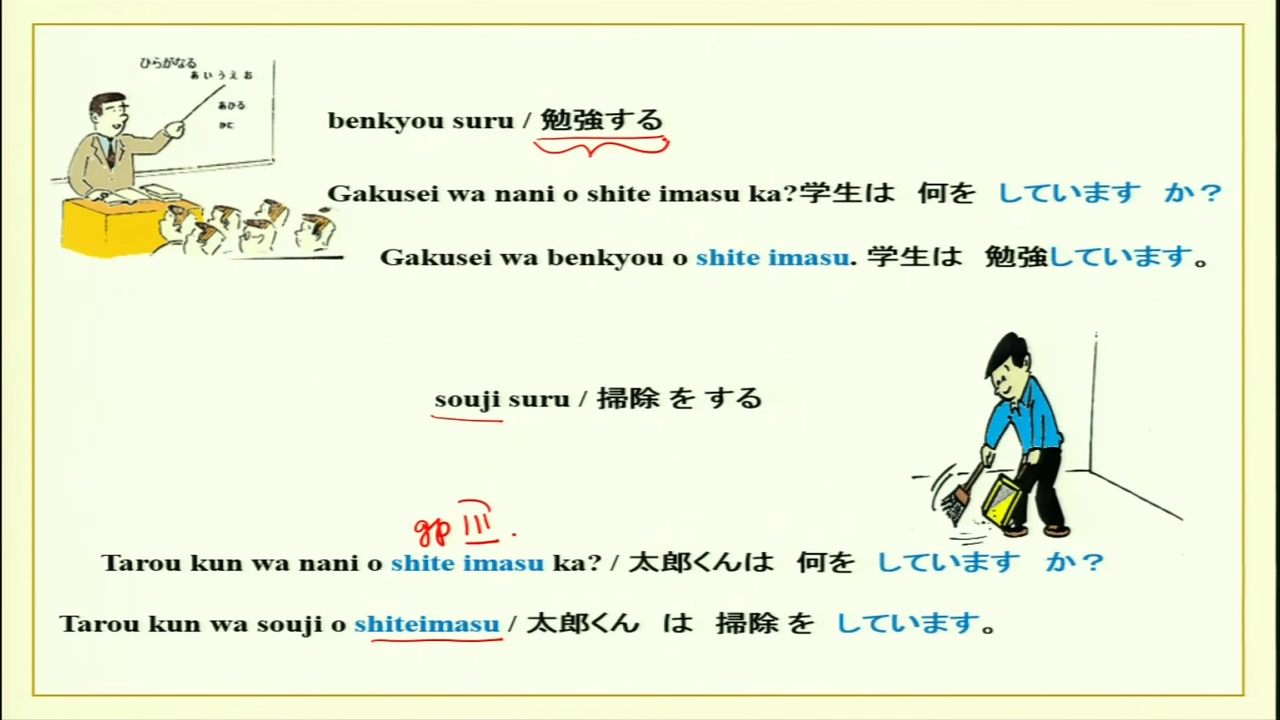 ひらがなる
あいうえお
あひる
かに
benkyou suru / 勉強する
Gakusei wa nani o shite imasu ka?学生は 何を しています か？
Gakusei wa benkyou o shite imasu. 学生は 勉強しています。
souji suru / 掃除 を する
gp III.
Tarou kun wa nani o shite imasu ka? / 太郎くんは 何を しています か？
Tarou kun wa souji o shiteimasu / 太郎くん は 掃除 を しています。